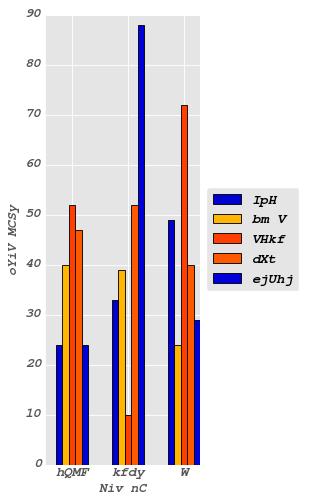 90
80
70
60
50
40
30
20
10
0
oYiV MCSy
hQMF kfdy W
Niv nC
IpH
bm V
VHkf
dXt
ejUhj